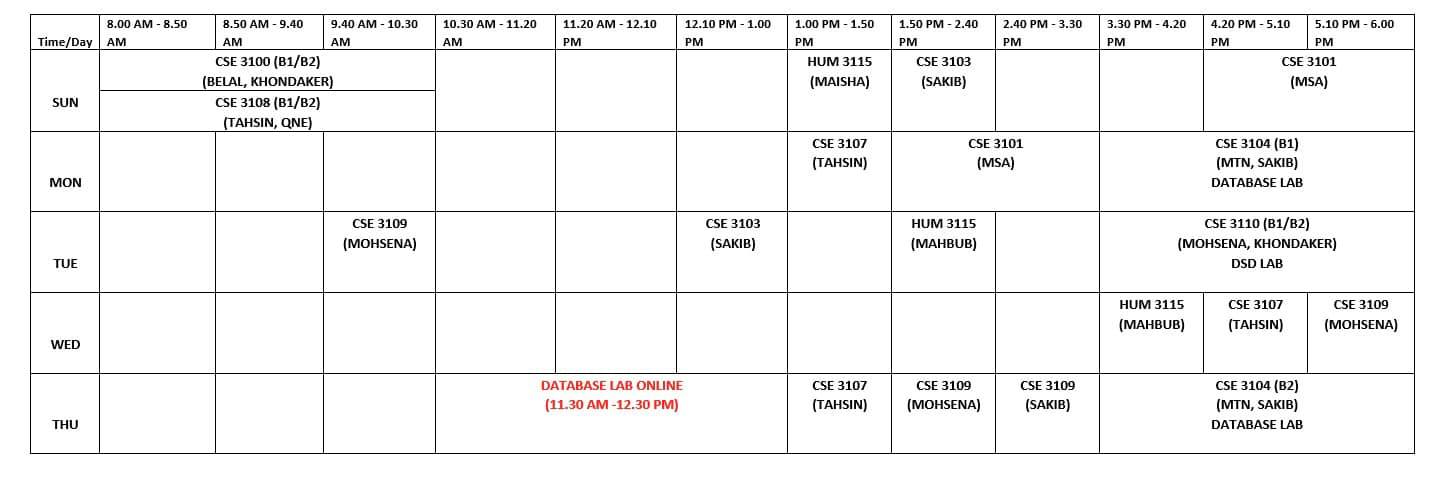 Time/Day
8.00 AM - 8.50
AM
8.50 AM - 9.40
AM
9.40 AM - 10.30
AM
10.30 AM - 11.20
AM
11.20 AM - 12.10
PM
12.10 PM - 1.00
PM
1.00 PM - 1.50
PM
1.50 PM - 2.40
PM
2.40 PM - 3.30
PM
3.30 PM - 4.20
PM
4.20 PM - 5.10
PM
5.10 PM - 6.00
PM
SUN
CSE 3100 (B1/B2)
(BELAL, KHONDAKER)
CSE 3108 (B1/B2)
(TAHSIN, QNE)
HUM 3115
(MAISHA)
CSE 3103
(SAKIB)
CSE 3101
(MSA)
MON
CSE 3107
(TAHSIN)
CSE 3101
(MSA)
CSE 3104 (B1)
(MTN, SAKIB)
DATABASE LAB
TUE
CSE 3109
(MOHSENA)
CSE 3103
(SAKIB)
HUM 3115
(MAHBUB)
CSE 3110 (B1/B2)
(MOHSENA, KHONDAKER)
DSD LAB
WED
HUM 3115
(MAHBUB)
CSE 3107
(TAHSIN)
CSE 3109
(MOHSENA)
THU
DATABASE LAB ONLINE
(11.30 AM -12.30 PM)
CSE 3107
(TAHSIN)
CSE 3109
(MOHSENA)
CSE 3109
(SAKIB)
CSE 3104 (B2)
(MTN, SAKIB)
DATABASE LAB